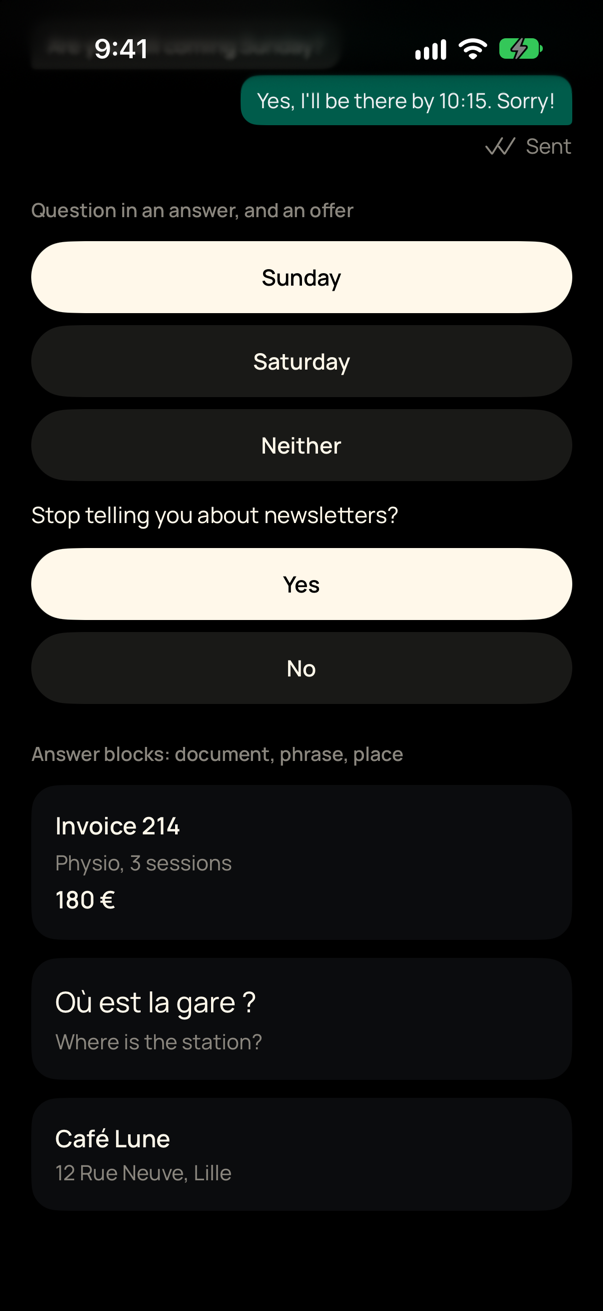 9:41
Yes, I'll be there by 10:15. Sorry!
Sent
Question in an answer, and an offer
Sunday
Saturday
Neither
Stop telling you about newsletters?
Yes
No
Answer blocks: document, phrase, place
Invoice 214
Physio, 3 sessions
180 €
Où est la gare ?
Where is the station?
Café Lune
12 Rue Neuve, Lille